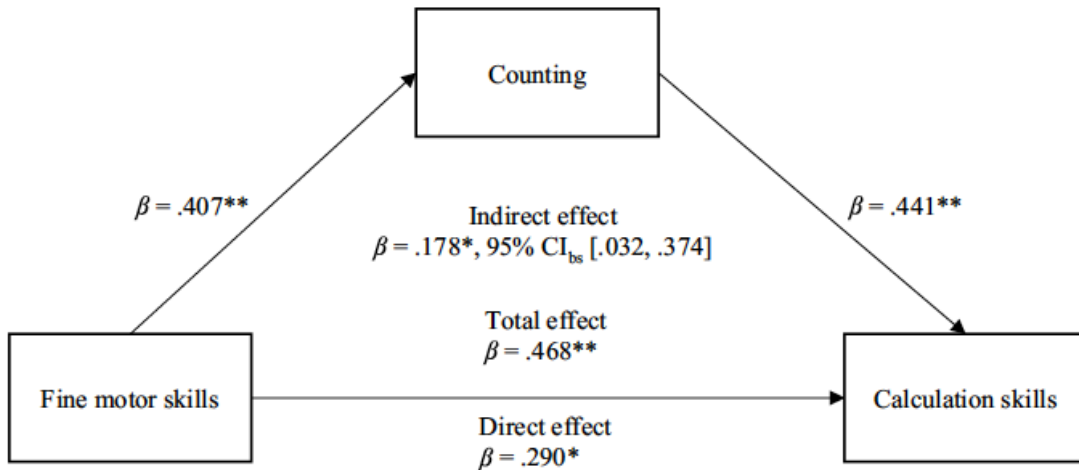 Counting
β = .407**
β = .441**
Indirect effect
β = .178*, 95% CIbs [.032, .374]
Total effect
β = .468**
Fine motor skills
Calculation skills
Direct effect
β = .290*